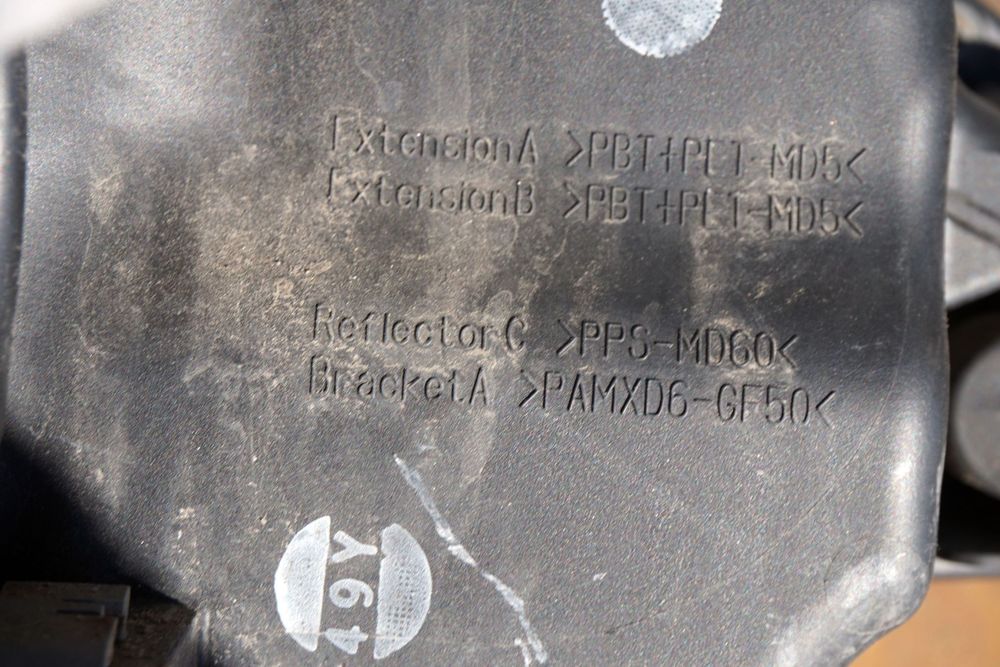 ExtensionA >PBT+PET-MD5<
ExtensionB >PBT+PET-MD5<
ReflectorC >PPS-MD60<
BracketA >PAMXD6-GF50<
49Y